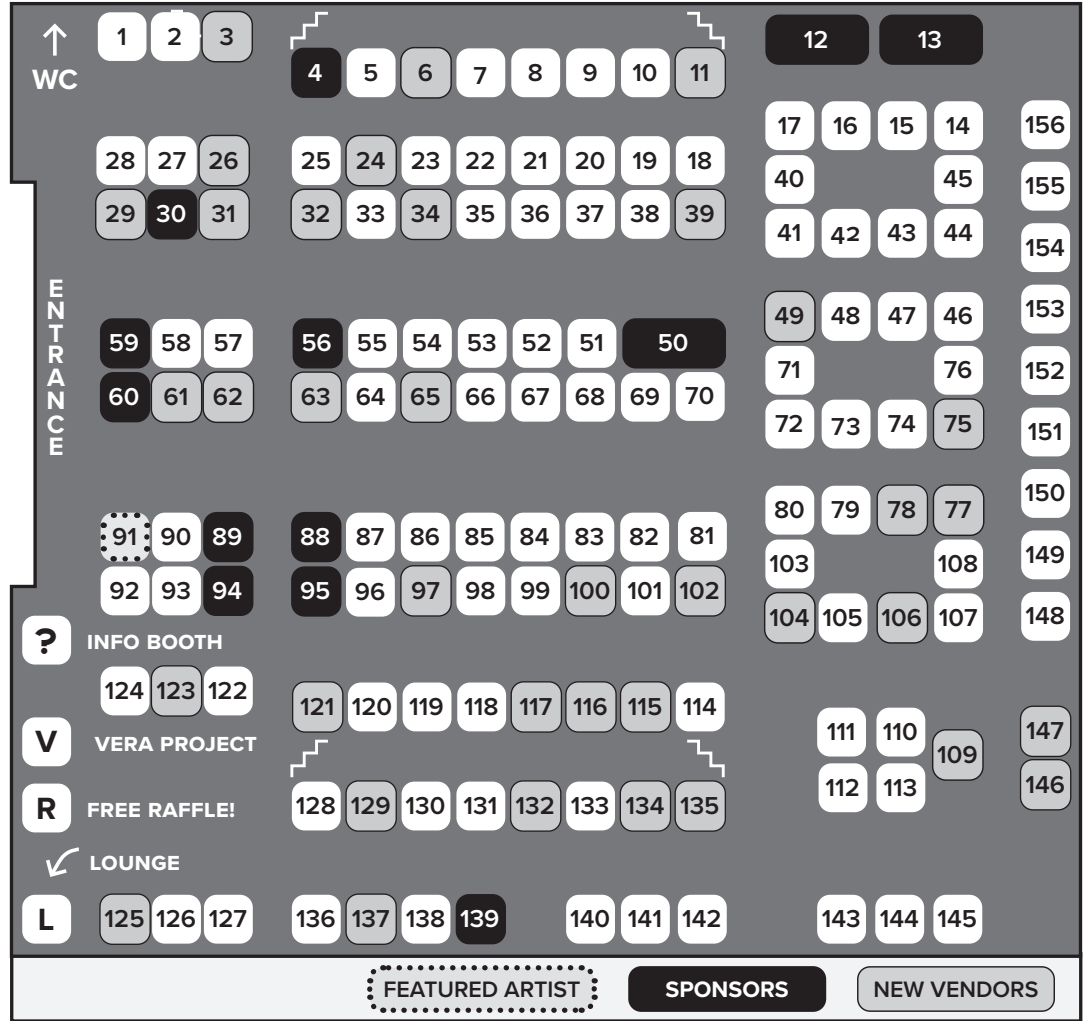 WC
1 2 3
4 5 6 7 8 9 10 11
12 13
17 16 15 14
156
28 27 26
25 24 23 22 21 20 19 18
40 45
155
29 30 31
32 33 34 35 36 37 38 39
41 42 43 44
154
ENTRANCE
59 58 57
56 55 54 53 52 51 50
49 48 47 46
153
60 61 62
63 64 65 66 67 68 69 70
71 76
152
72 73 74 75
151
91 90 89
88 87 86 85 84 83 82 81
80 79 78 77
150
92 93 94
95 96 97 98 99 100 101 102
103 108
149
104 105 106 107
148
? INFO BOOTH
124 123 122
121 120 119 118 117 116 115 114
V VERA PROJECT
111 110 109
147
R FREE RAFFLE!
128 129 130 131 132 133 134 135
112 113
146
LOUNGE
L
125 126 127
136 137 138 139
140 141 142
143 144 145
FEATURED ARTIST
SPONSORS
NEW VENDORS